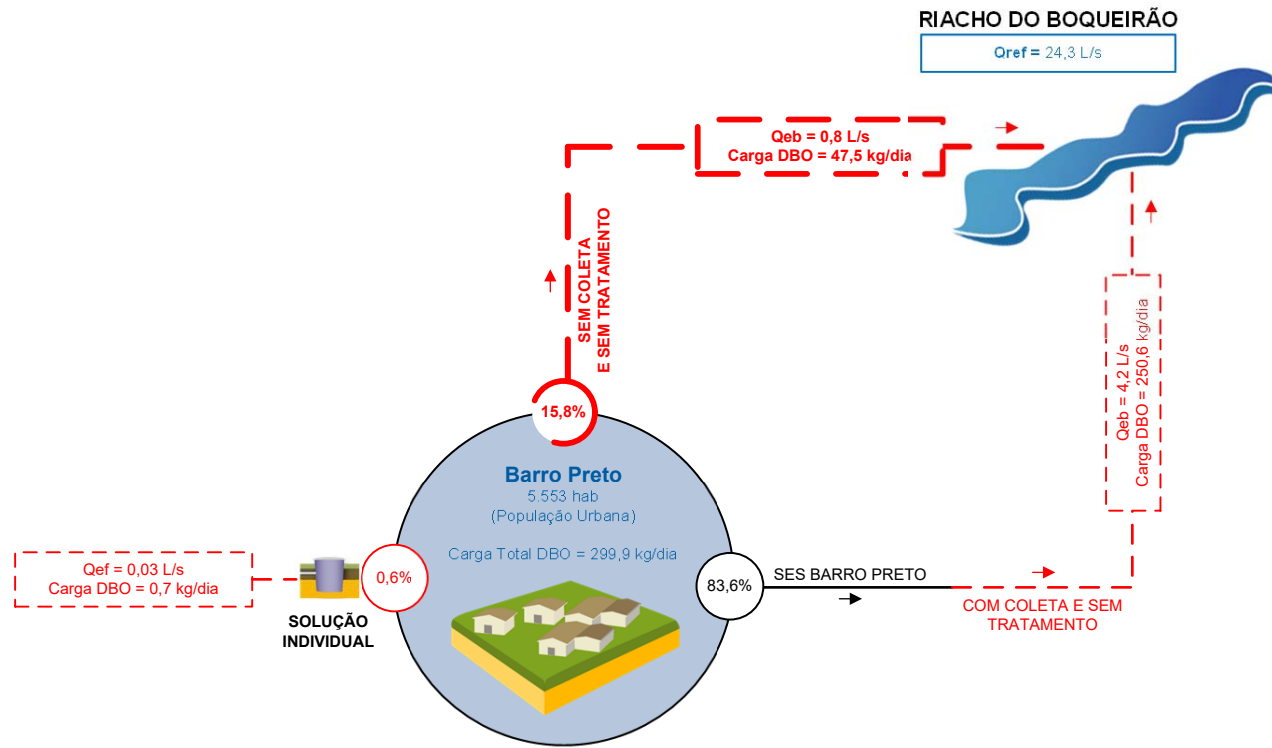 RIACHO DO BOQUEIRÃO
Qref = 24,3 L/s
Qeb = 0,8 L/s
Carga DBO = 47,5 kg/dia
SEM COLETA
E SEM TRATAMENTO
Qeb = 4,2 L/s
Carga DBO = 250,6 kg/dia
15,8%
Barro Preto
5.553 hab
(População Urbana)
Carga Total DBO = 299,9 kg/dia
Qef = 0,03 L/s
Carga DBO = 0,7 kg/dia
0,6%
SOLUÇÃO
INDIVIDUAL
83,6%
SES BARRO PRETO
COM COLETA E SEM
TRATAMENTO